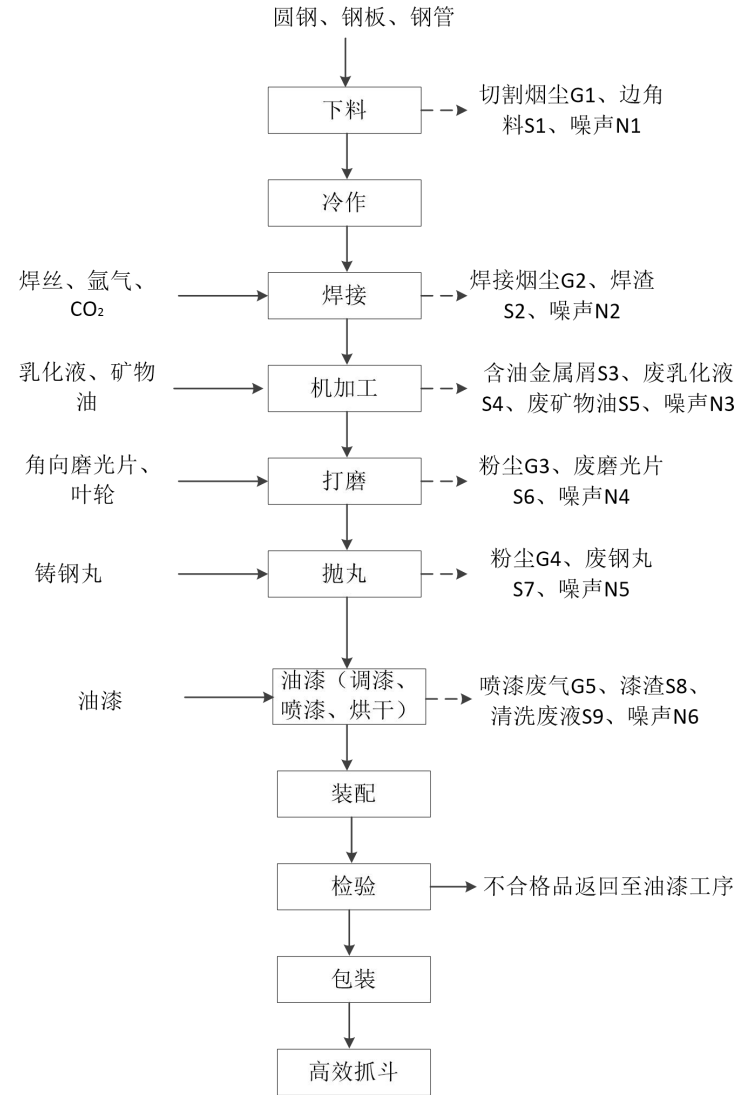 圆钢、钢板、钢管
下料
切割烟尘G1、边角
料S1、噪声N1
冷作
焊丝、氩气、
CO₂
焊接
焊接烟尘G2、焊渣
S2、噪声N2
乳化液、矿物
油
机加工
含油金属屑S3、废乳化液
S4、废矿物油S5、噪声N3
角向磨光片、
叶轮
打磨
粉尘G3、废磨光片
S6、噪声N4
铸钢丸
抛丸
粉尘G4、废钢丸
S7、噪声N5
油漆
油漆（调漆、
喷漆、烘干）
喷漆废气G5、漆渣S8、
清洗废液S9、噪声N6
装配
检验
不合格品返回至油漆工序
包装
高效抓斗